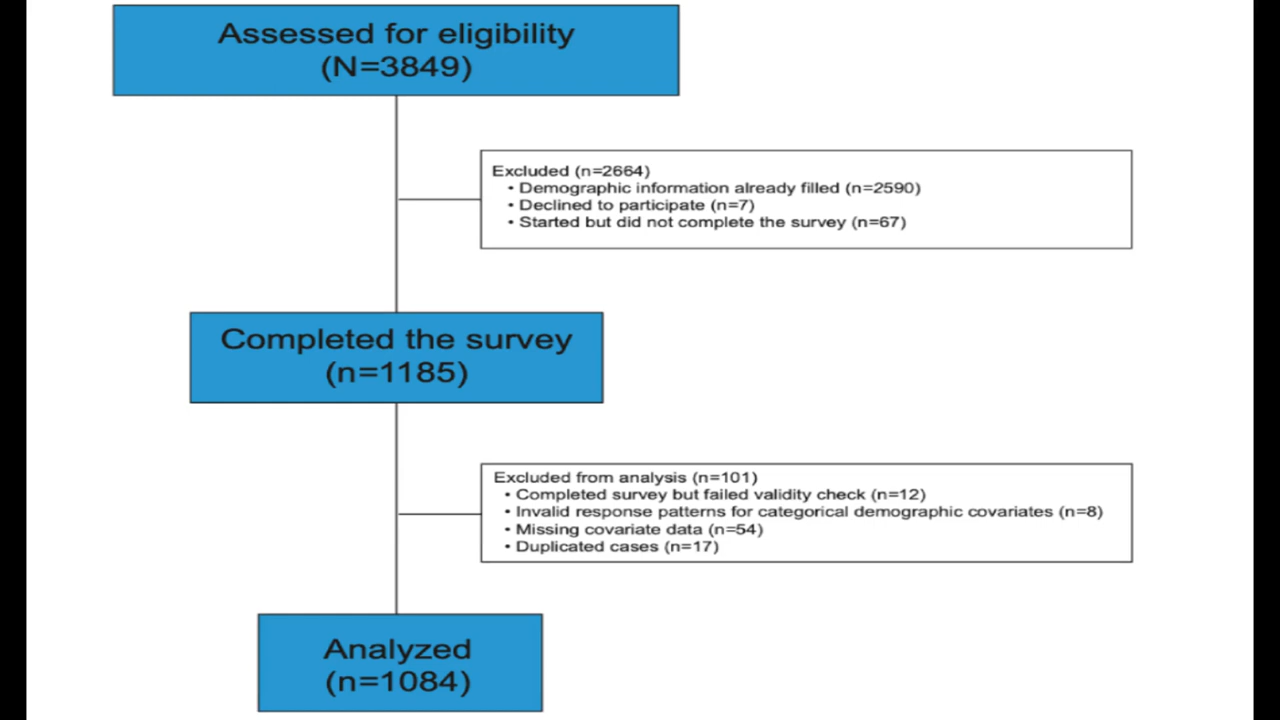 Assessed for eligibility
(N=3849)
Excluded (n=2664)
• Demographic information already filled (n=2590)
• Declined to participate (n=7)
• Started but did not complete the survey (n=67)
Completed the survey
(n=1185)
Excluded from analysis (n=101)
• Completed survey but failed validity check (n=12)
• Invalid response patterns for categorical demographic covariates (n=8)
• Missing covariate data (n=54)
• Duplicated cases (n=17)
Analyzed
(n=1084)